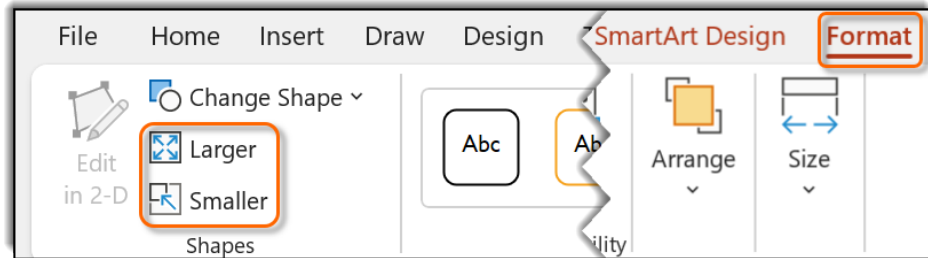 File Home Insert Draw Design SmartArt Design Format
Change Shape
Edit in 2-D
Larger
Smaller
Abc
Arrange
Size
Shapes